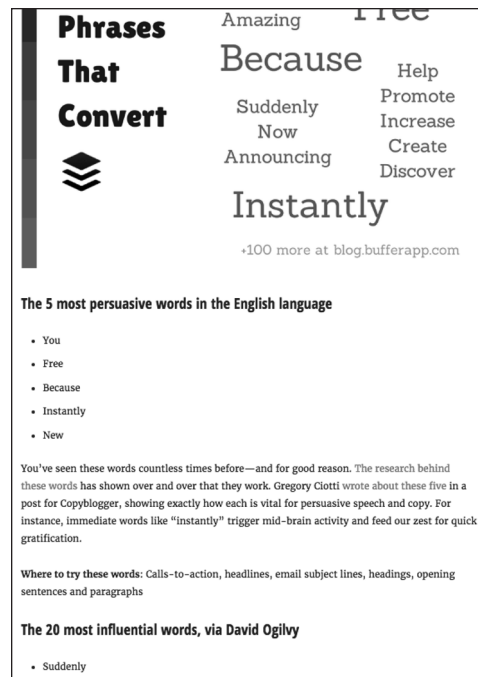 Phrases
That
Convert
Amazing
Free
Because
Help
Promote
Increase
Create
Discover
Suddenly
Now
Announcing
Instantly
+100 more at blog.bufferapp.com
The 5 most persuasive words in the English language
• You
• Free
• Because
• Instantly
• New
You've seen these words countless times before—and for good reason. The research behind
these words has shown over and over that they work. Gregory Ciotti wrote about these five in a
post for Copyblogger, showing exactly how each is vital for persuasive speech and copy. For
instance, immediate words like “instantly” trigger mid-brain activity and feed our zest for quick
gratification.
Where to try these words: Calls-to-action, headlines, email subject lines, headings, opening
sentences and paragraphs
The 20 most influential words, via David Ogilvy
• Suddenly